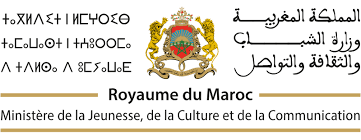 ⵜⴰⴳⵍⴷⵉⵜ ⵏ ⵍⵎⵖⵔⵉⴱ
المملكة المغربية
وزارة الشباب
والثقافة والتواصل
Royaume du Maroc
Ministère de la Jeunesse, de la Culture et de la Communication